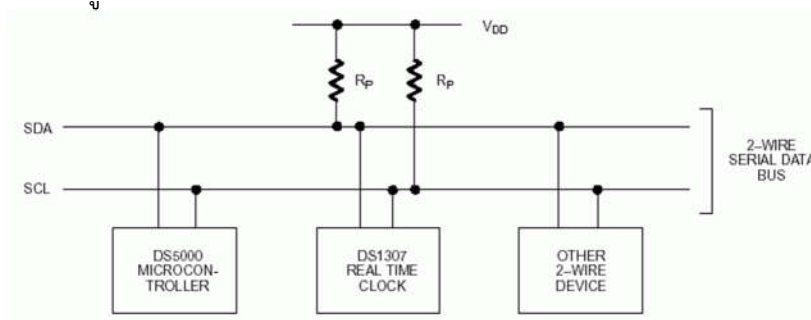 VDD
RP
RP
SDA
SCL
2–WIRE
SERIAL DATA
BUS
DS5000
MICROCON-
TROLLER
DS1307
REAL TIME
CLOCK
OTHER
2–WIRE
DEVICE